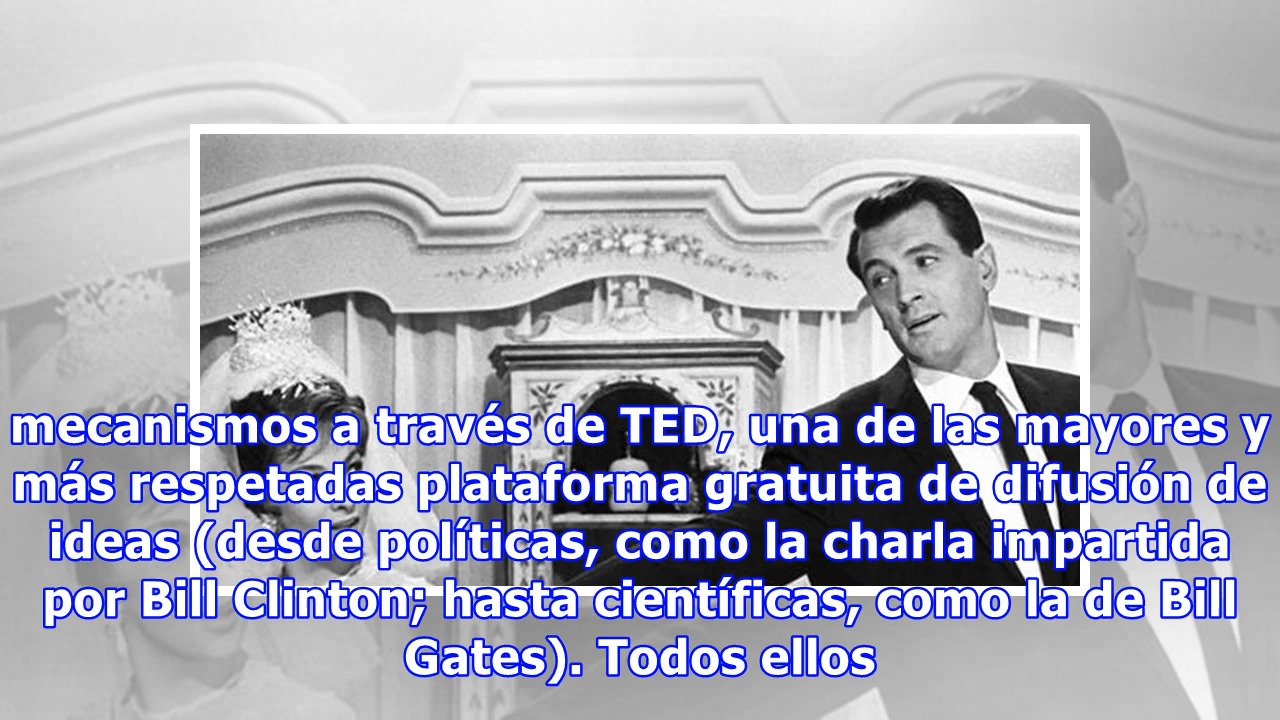 mecanismos a través de TED, una de las mayores y
más respetadas plataforma gratuita de difusión de
ideas (desde políticas, como la charla impartida
por Bill Clinton; hasta científicas, como la de Bill
Gates). Todos ellos